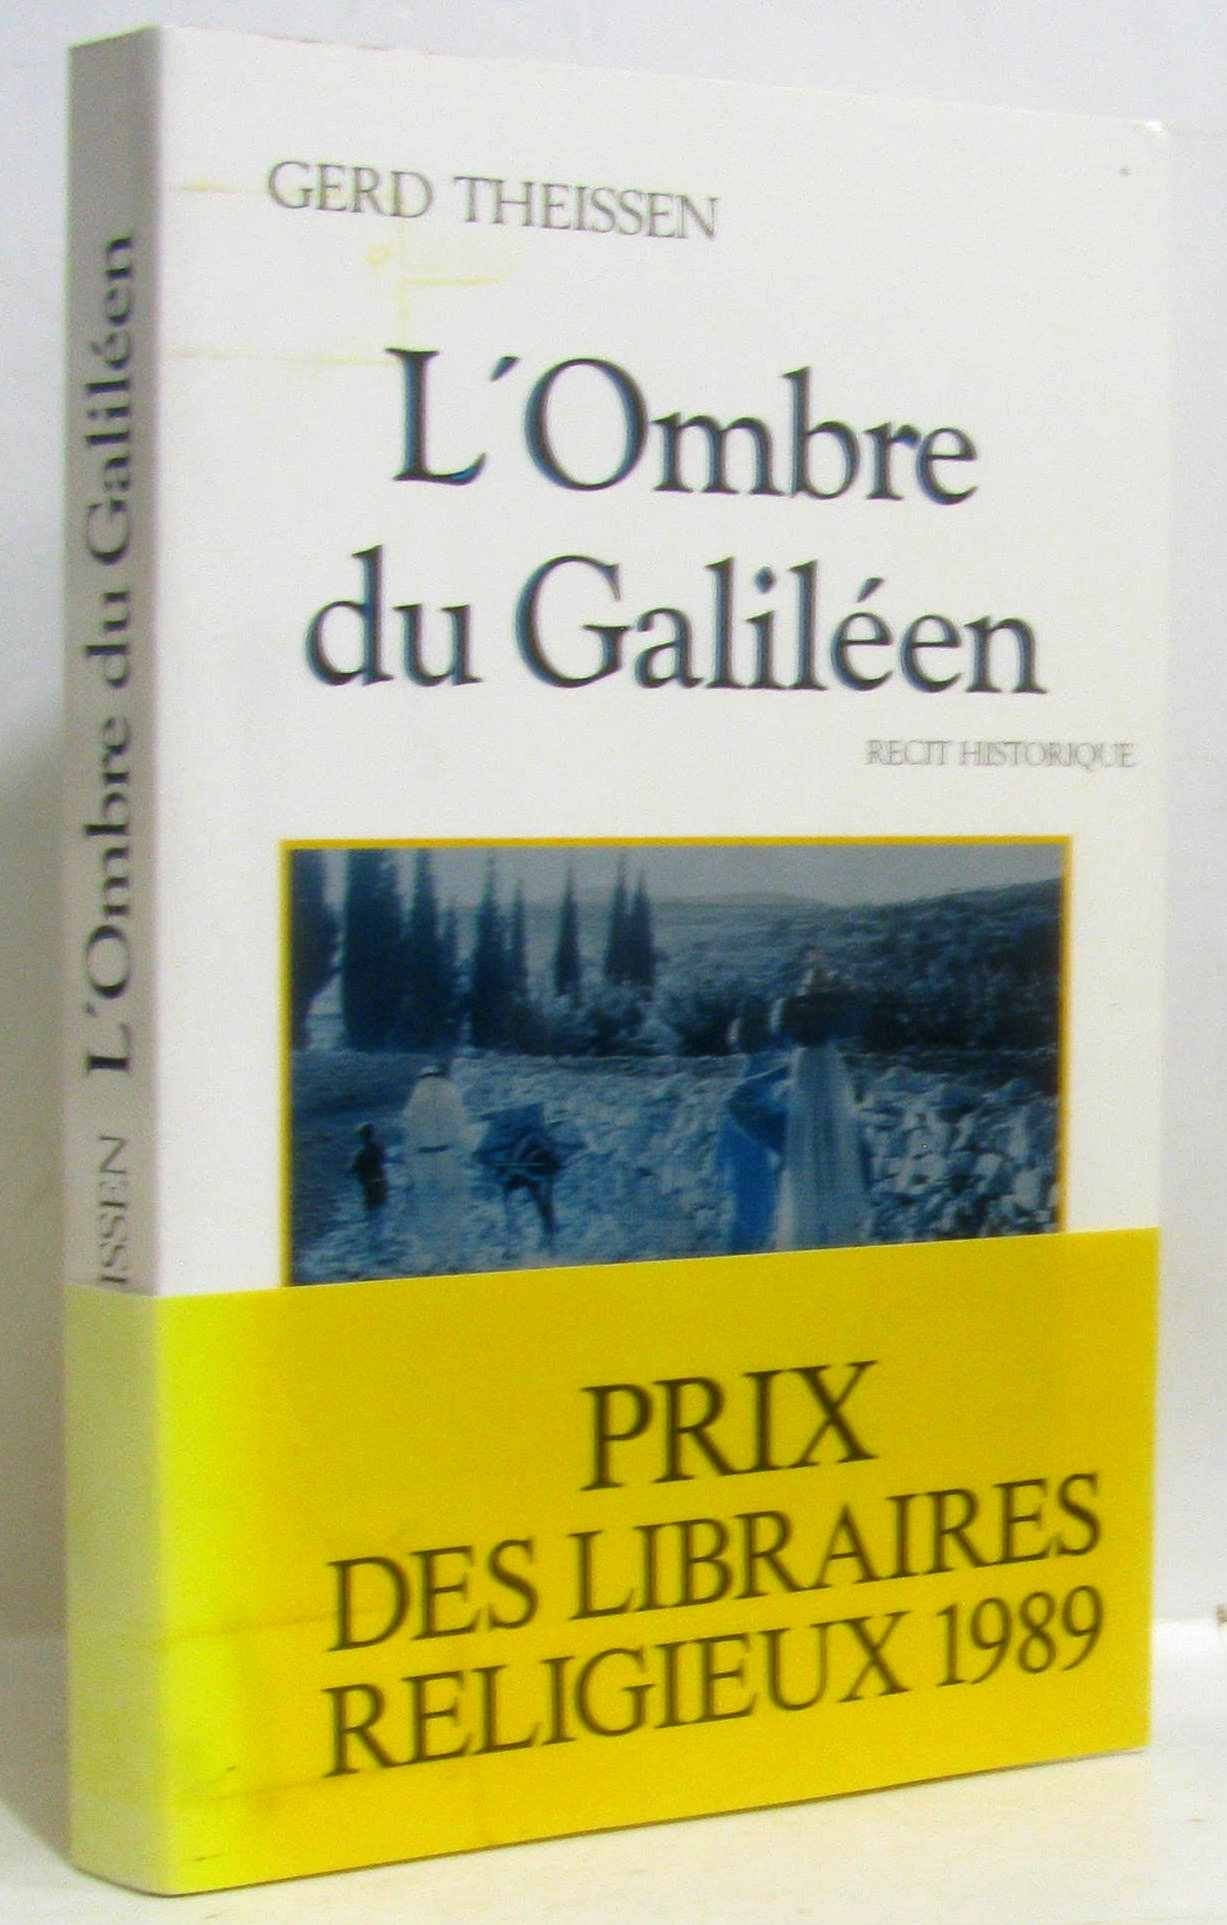 GERD THEISSEN
L´Ombre
du Galiléen
RECIT HISTORIQUE
PRIX
DES LIBRAIRES
RELIGIEUX 1989
ISSEN L´Ombre du Galiléen